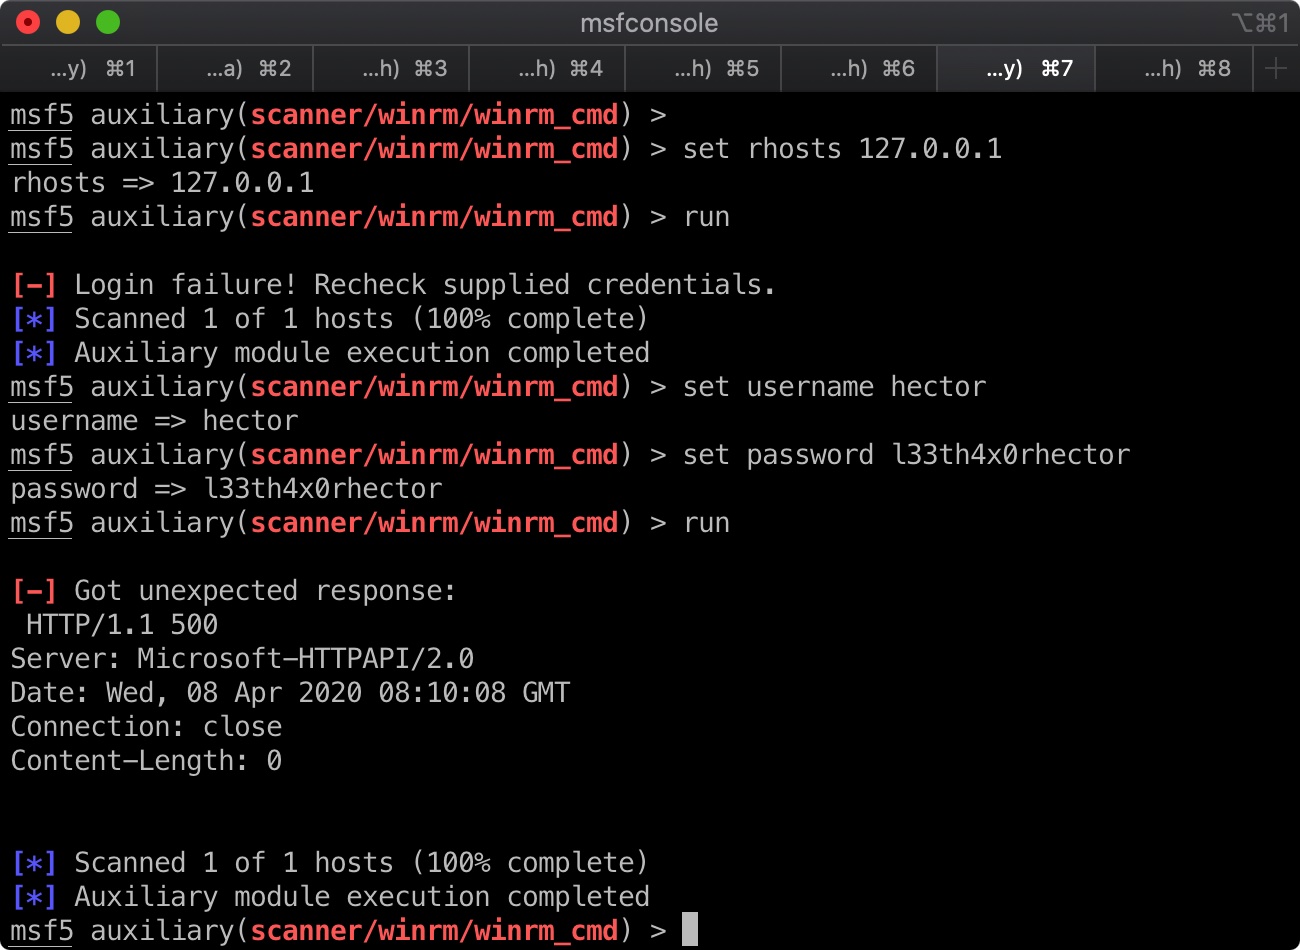 msfconsole
⌥⌘1
...y) ⌘1 ...a) ⌘2 ...h) ⌘3 ...h) ⌘4 ...h) ⌘5 ...h) ⌘6 ...y) ⌘7 ...h) ⌘8 +
msf5 auxiliary(scanner/winrm/winrm_cmd) >
msf5 auxiliary(scanner/winrm/winrm_cmd) > set rhosts 127.0.0.1
rhosts => 127.0.0.1
msf5 auxiliary(scanner/winrm/winrm_cmd) > run
[-] Login failure! Recheck supplied credentials.
[*] Scanned 1 of 1 hosts (100% complete)
[*] Auxiliary module execution completed
msf5 auxiliary(scanner/winrm/winrm_cmd) > set username hector
username => hector
msf5 auxiliary(scanner/winrm/winrm_cmd) > set password l33th4x0rhector
password => l33th4x0rhector
msf5 auxiliary(scanner/winrm/winrm_cmd) > run
[-] Got unexpected response:
HTTP/1.1 500
Server: Microsoft-HTTPAPI/2.0
Date: Wed, 08 Apr 2020 08:10:08 GMT
Connection: close
Content-Length: 0
[*] Scanned 1 of 1 hosts (100% complete)
[*] Auxiliary module execution completed
msf5 auxiliary(scanner/winrm/winrm_cmd) >